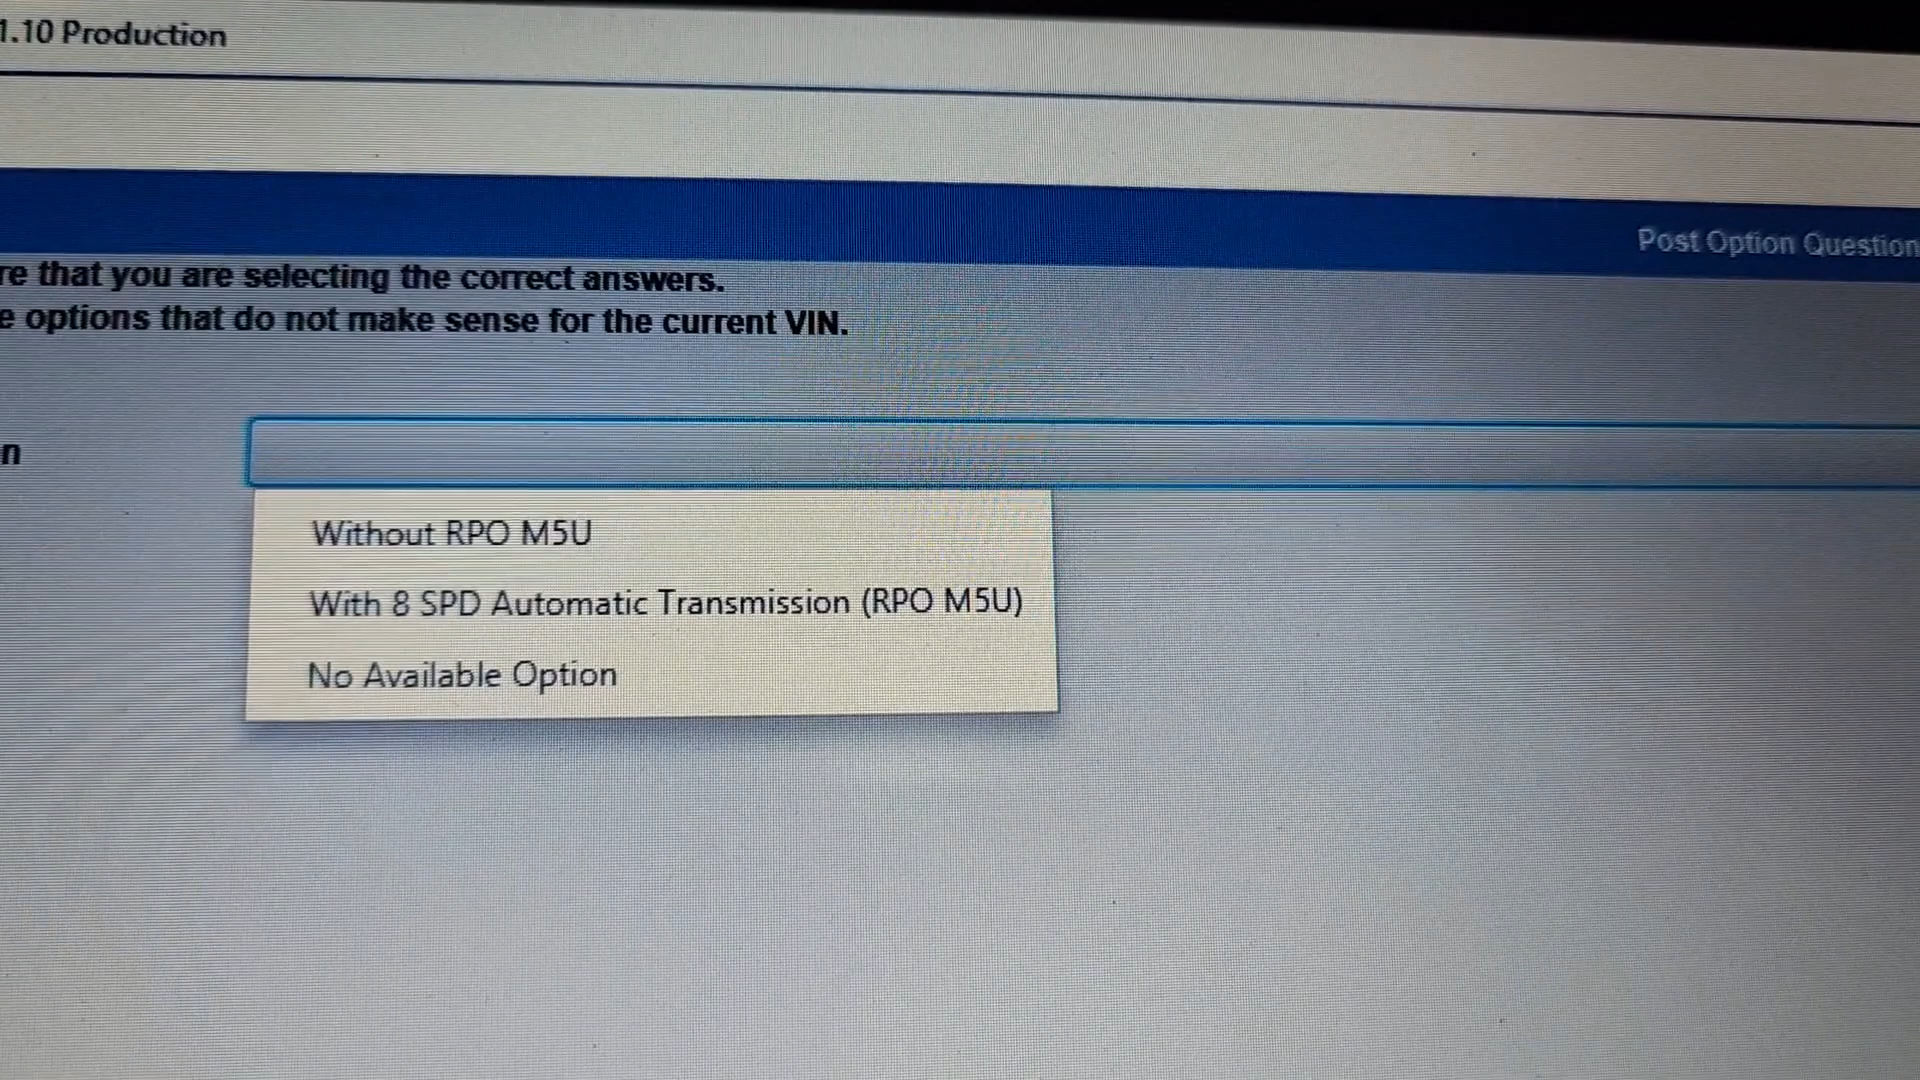 1.10 Production
Post Option Question
re that you are selecting the correct answers.
e options that do not make sense for the current VIN.
n
Without RPO M5U
With 8 SPD Automatic Transmission (RPO M5U)
No Available Option